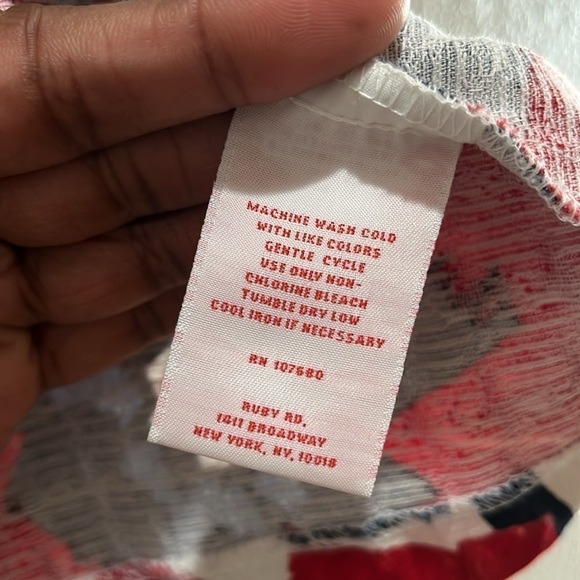 MACHINE WASH COLD
WITH LIKE COLORS
GENTLE CYCLE
USE ONLY NON-
CHLORINE BLEACH
TUMBLE DRY LOW
COOL IRON IF NECESSARY
RN 107680
RUBY RD.
1411 BROADWAY
NEW YORK, NY, 10018